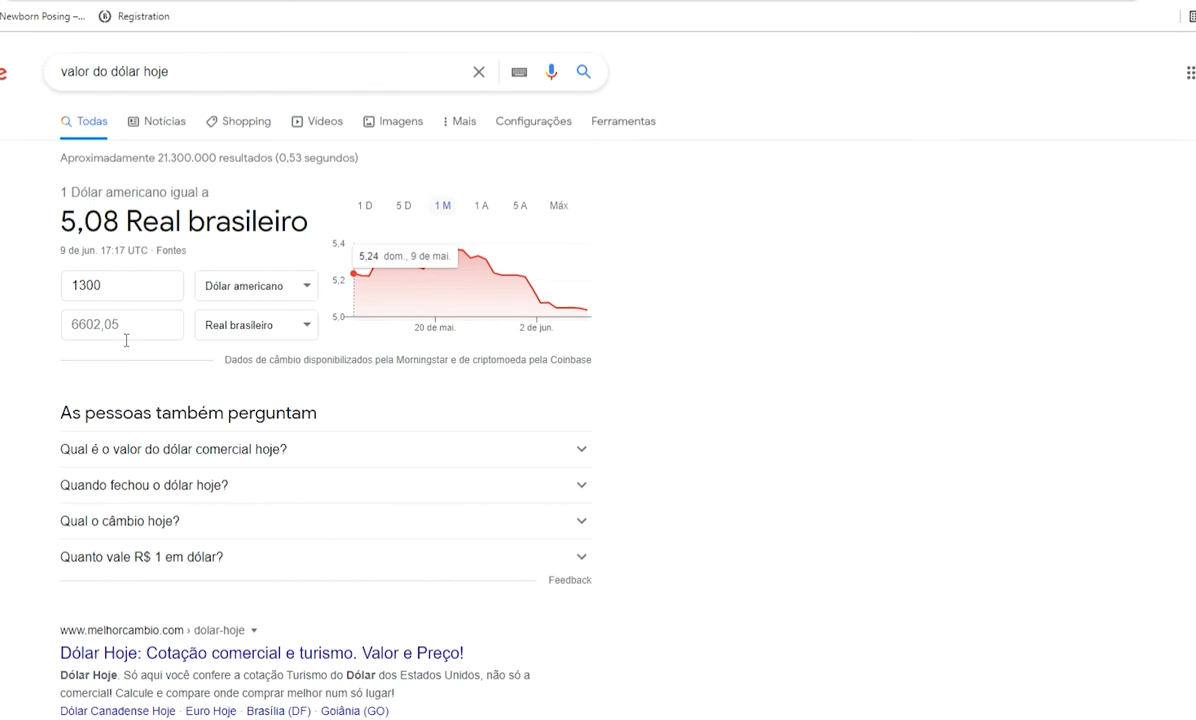 Newborn Posing –... Registration
e
valor do dólar hoje
Todas Notícias Shopping Vídeos Imagens Mais Configurações Ferramentas
Aproximadamente 21.300.000 resultados (0,53 segundos)
1 Dólar americano igual a
5,08 Real brasileiro
9 de jun. 17:17 UTC · Fontes
1300 Dólar americano
6602,05 Real brasileiro
1 D 5 D 1 M 1 A 5 A Máx
5,4
5,24 dom., 9 de mai.
5,2
5,0
20 de mai. 2 de jun.
Dados de câmbio disponibilizados pela Morningstar e de criptomoeda pela Coinbase
As pessoas também perguntam
Qual é o valor do dólar comercial hoje?
Quando fechou o dólar hoje?
Qual o câmbio hoje?
Quanto vale R$ 1 em dólar?
Feedback
www.melhorcambio.com › dolar-hoje
Dólar Hoje: Cotação comercial e turismo. Valor e Preço!
Dólar Hoje. Só aqui você confere a cotação Turismo do Dólar dos Estados Unidos, não só a
comercial! Calcule e compare onde comprar melhor num só lugar!
Dólar Canadense Hoje · Euro Hoje · Brasília (DF) · Goiânia (GO)